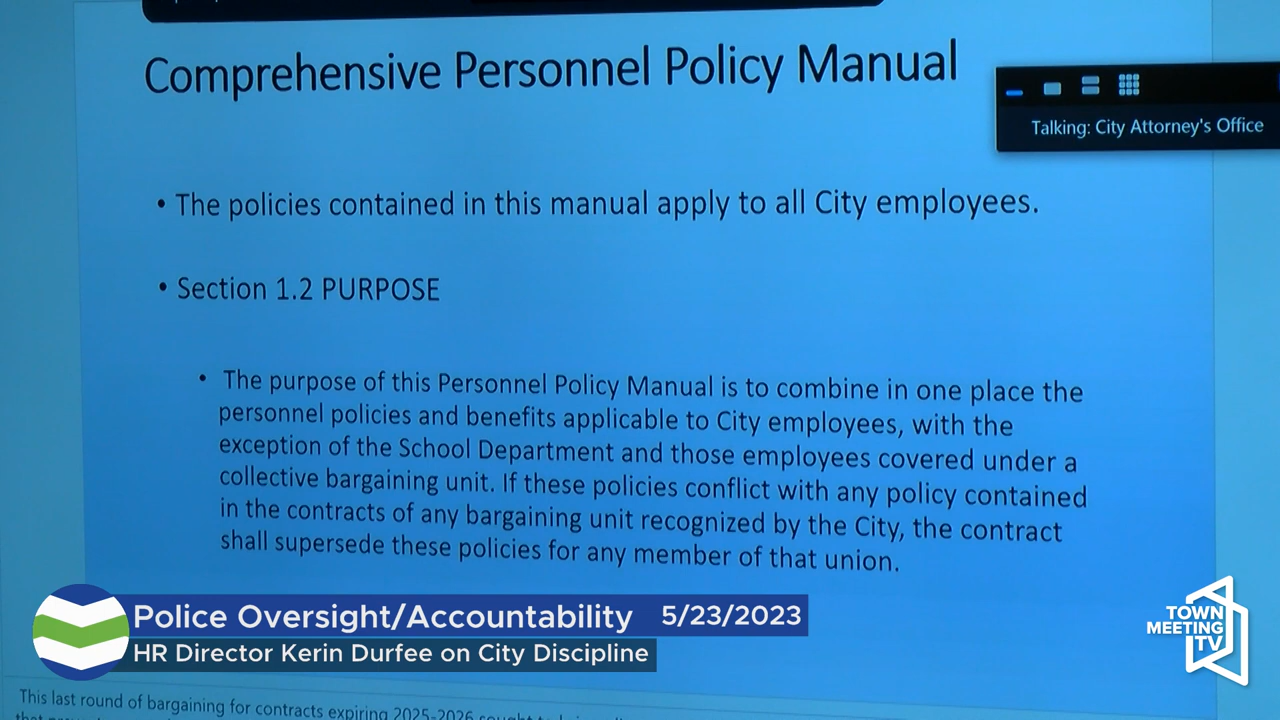 Comprehensive Personnel Policy Manual
Talking: City Attorney's Office
• The policies contained in this manual apply to all City employees.
• Section 1.2 PURPOSE
• The purpose of this Personnel Policy Manual is to combine in one place the
personnel policies and benefits applicable to City employees, with the
exception of the School Department and those employees covered under a
collective bargaining unit. If these policies conflict with any policy contained
in the contracts of any bargaining unit recognized by the City, the contract
shall supersede these policies for any member of that union.
Police Oversight/Accountability 5/23/2023
HR Director Kerin Durfee on City Discipline
TOWN
MEETING
TV
This last round of bargaining for contracts expiring 2025-2026